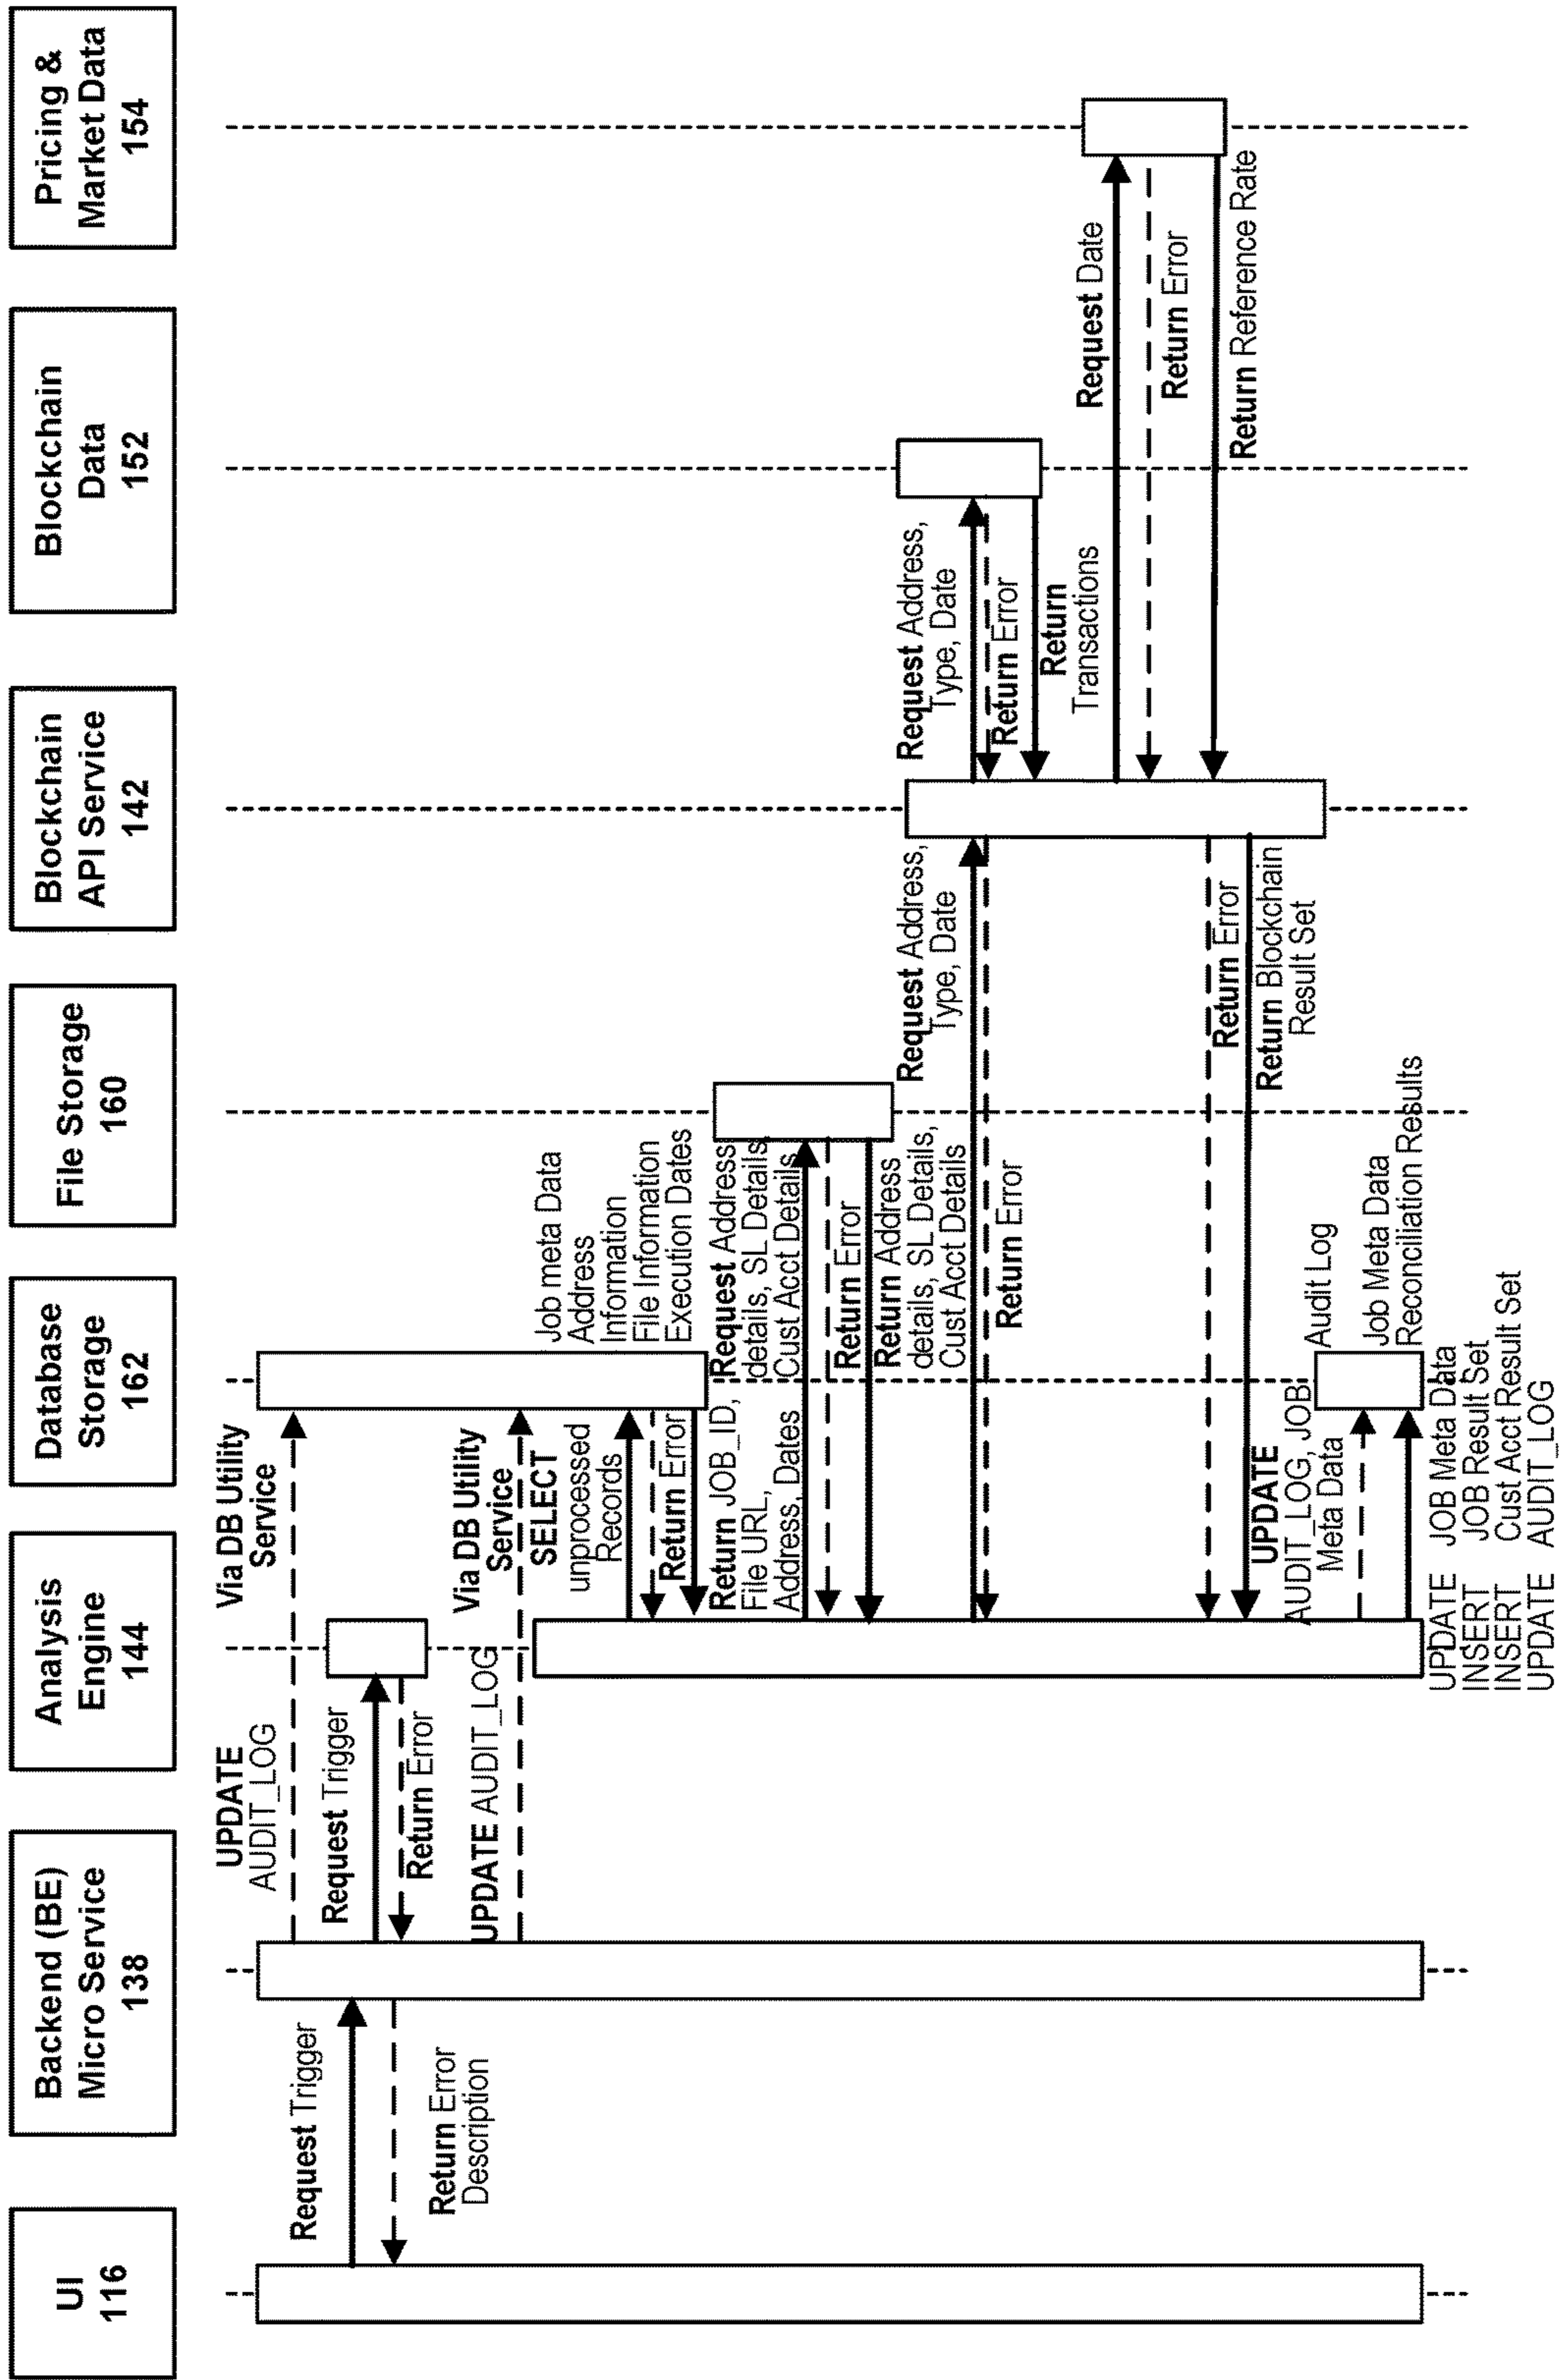 UI
116
Backend (BE)
Micro Service
138
Analysis
Engine
144
Database
Storage
162
File Storage
160
Blockchain
API Service
142
Blockchain
Data
152
Pricing &
Market Data
154
UPDATE
AUDIT_LOG
Via DB Utility
Service
Request Trigger
Return Error
Description
Request Trigger
Return Error
UPDATE AUDIT_LOG
Via DB Utility
Service
SELECT
unprocessed
Records
Return Error
Job meta Data
Address
Information
File Information
Execution Dates
Return JOB_ID,
File URL,
Address, Dates
Request Address
details, SL Details
Cust Acct Details
Return Error
Return Address
details, SL Details,
Cust Acct Details
Request Address,
Type, Date
Return Error
Request Address,
Type, Date
Return Error
Return
Transactions
Request Date
Return Error
Return Reference Rate
Return Error
Return Blockchain
Result Set
UPDATE
AUDIT_LOG, JOB
Meta Data
Audit Log
Job Meta Data
Reconciliation Results
UPDATE JOB Meta Data
INSERT JOB Result Set
INSERT Cust Acct Result Set
UPDATE AUDIT_LOG